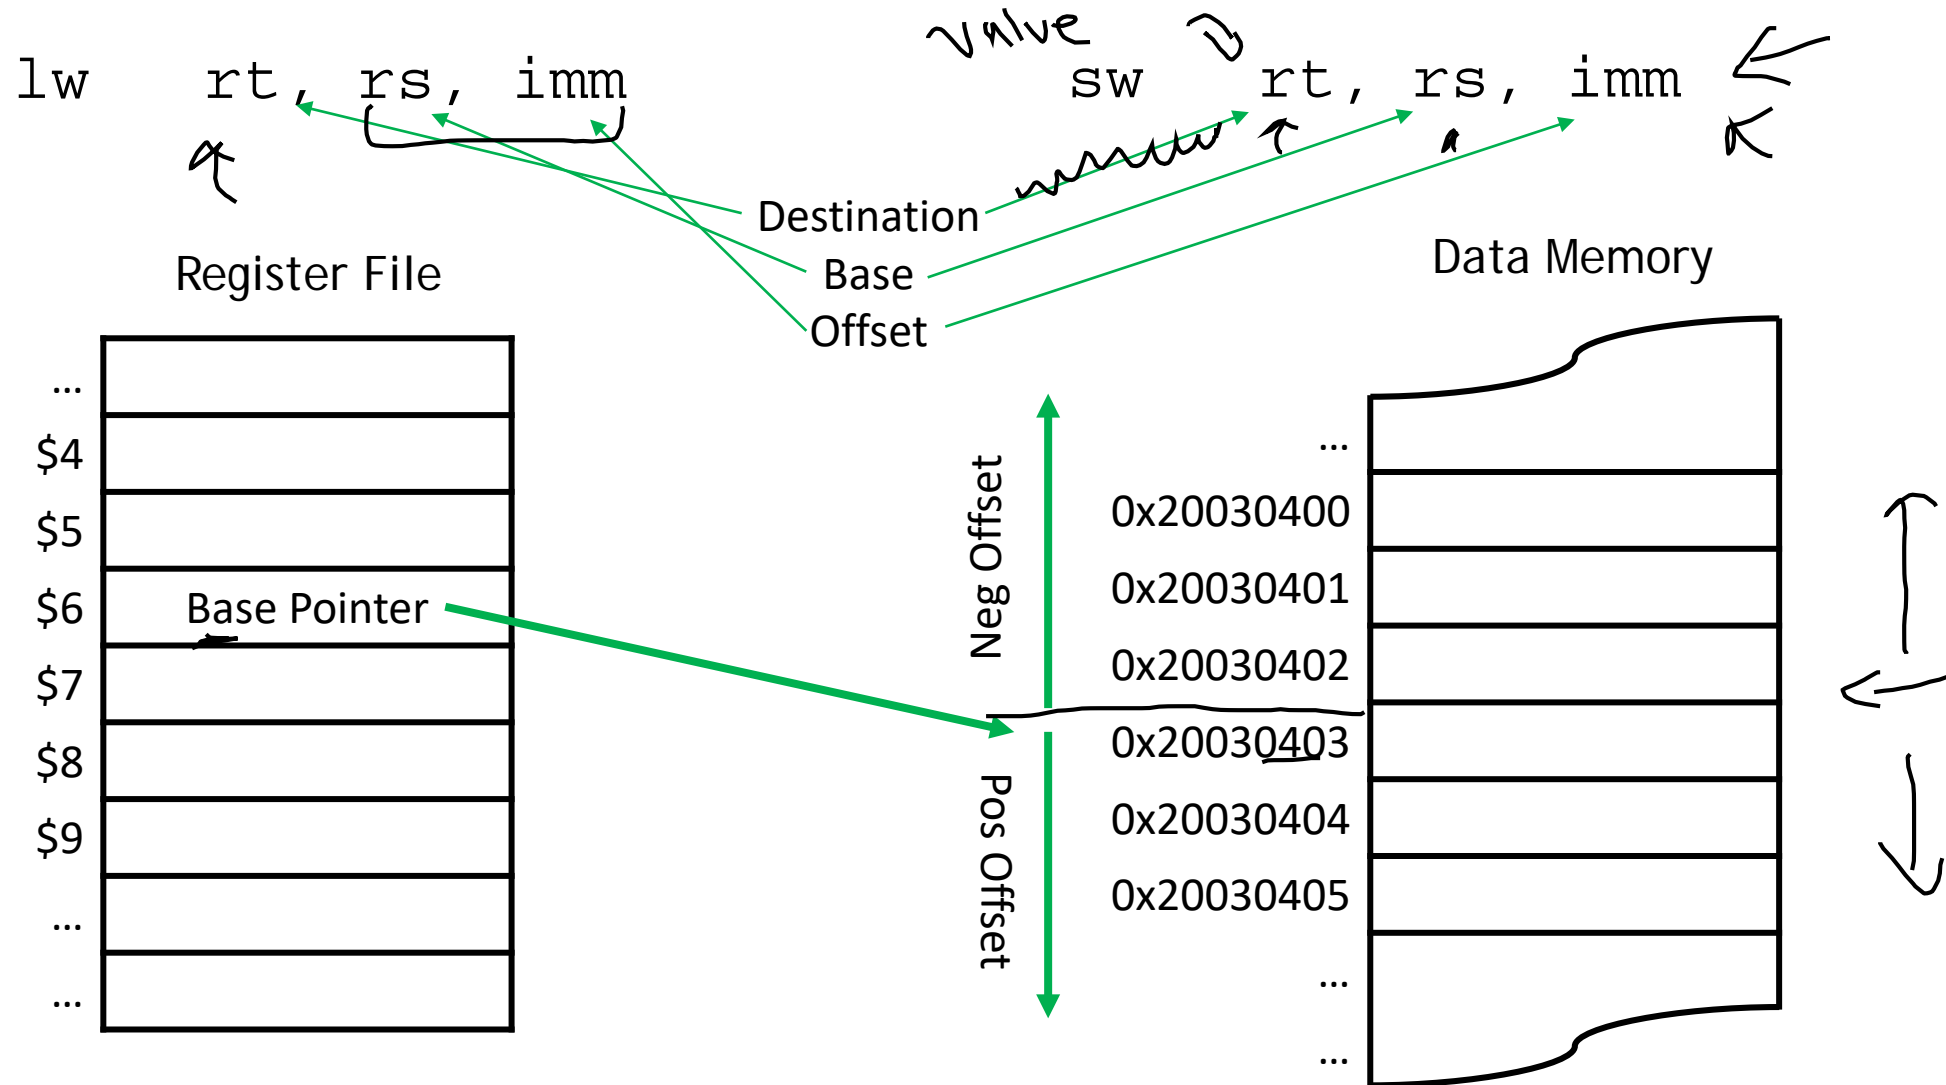 value
lw rt, rs, imm
sw rt, rs, imm
Destination
Base
Offset
Register File
Data Memory
...
$4
$5
$6 Base Pointer
$7
$8
$9
...
...
Neg Offset
Pos Offset
...
0x20030400
0x20030401
0x20030402
0x20030403
0x20030404
0x20030405
...
...